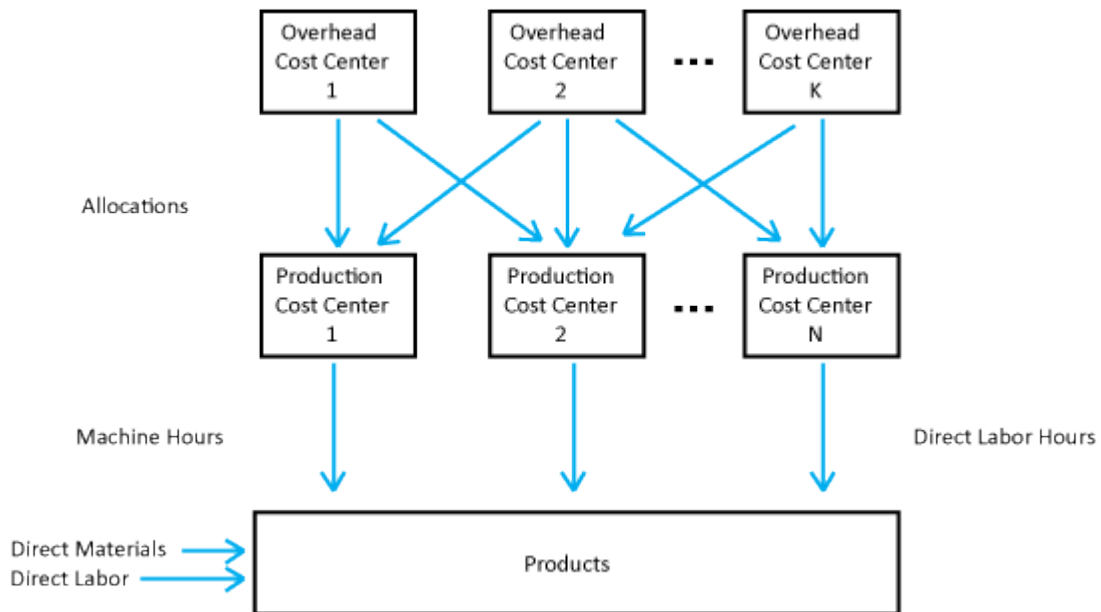 Overhead
Cost Center
1
Overhead
Cost Center
2
...
Overhead
Cost Center
K
Allocations
Production
Cost Center
1
Production
Cost Center
2
...
Production
Cost Center
N
Machine Hours
Direct Labor Hours
Direct Materials
Direct Labor
Products